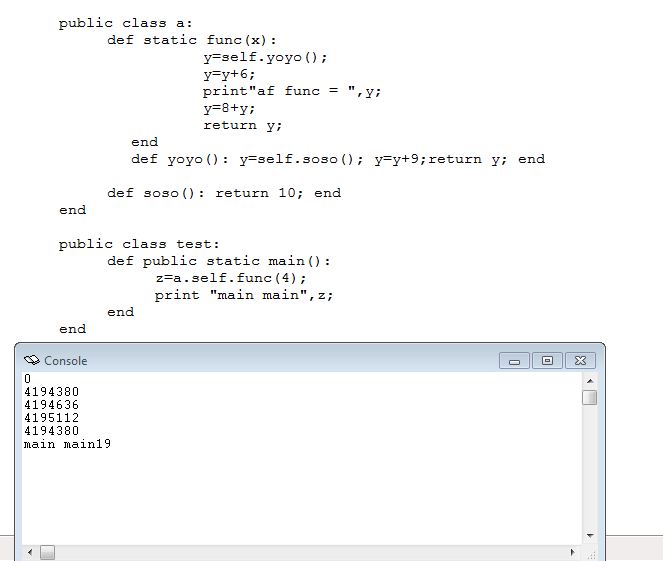 public class a:
def static func(x):
y=self.yoyo();
y=y+6;
print"af func = ",y;
y=8+y;
return y;
end
def yoyo(): y=self.soso(); y=y+9;return y; end
def soso(): return 10; end
end
public class test:
def public static main():
z=a.self.func(4);
print "main main",z;
end
end
Console
0
4194380
4194636
4195112
4194380
main main19